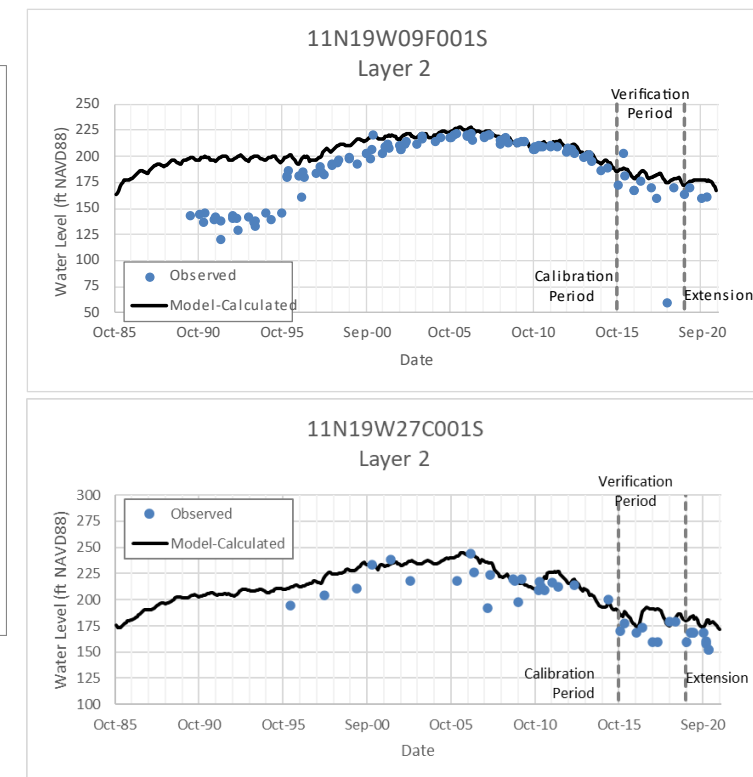 11N19W09F001S
Layer 2
Verification
Period
250
225
200
175
150
125
100
75
50
Water Level (ft NAVD88)
Observed
Model-Calculated
Calibration
Period
Extension
Oct-85
Oct-90
Oct-95
Sep-00
Oct-05
Oct-10
Oct-15
Sep-20
Date
11N19W27C001S
Layer 2
Verification
Period
300
275
250
225
200
175
150
125
100
Water Level (ft NAVD88)
Observed
Model-Calculated
Calibration
Period
Extension
Oct-85
Oct-90
Oct-95
Sep-00
Oct-05
Oct-10
Oct-15
Sep-20
Date